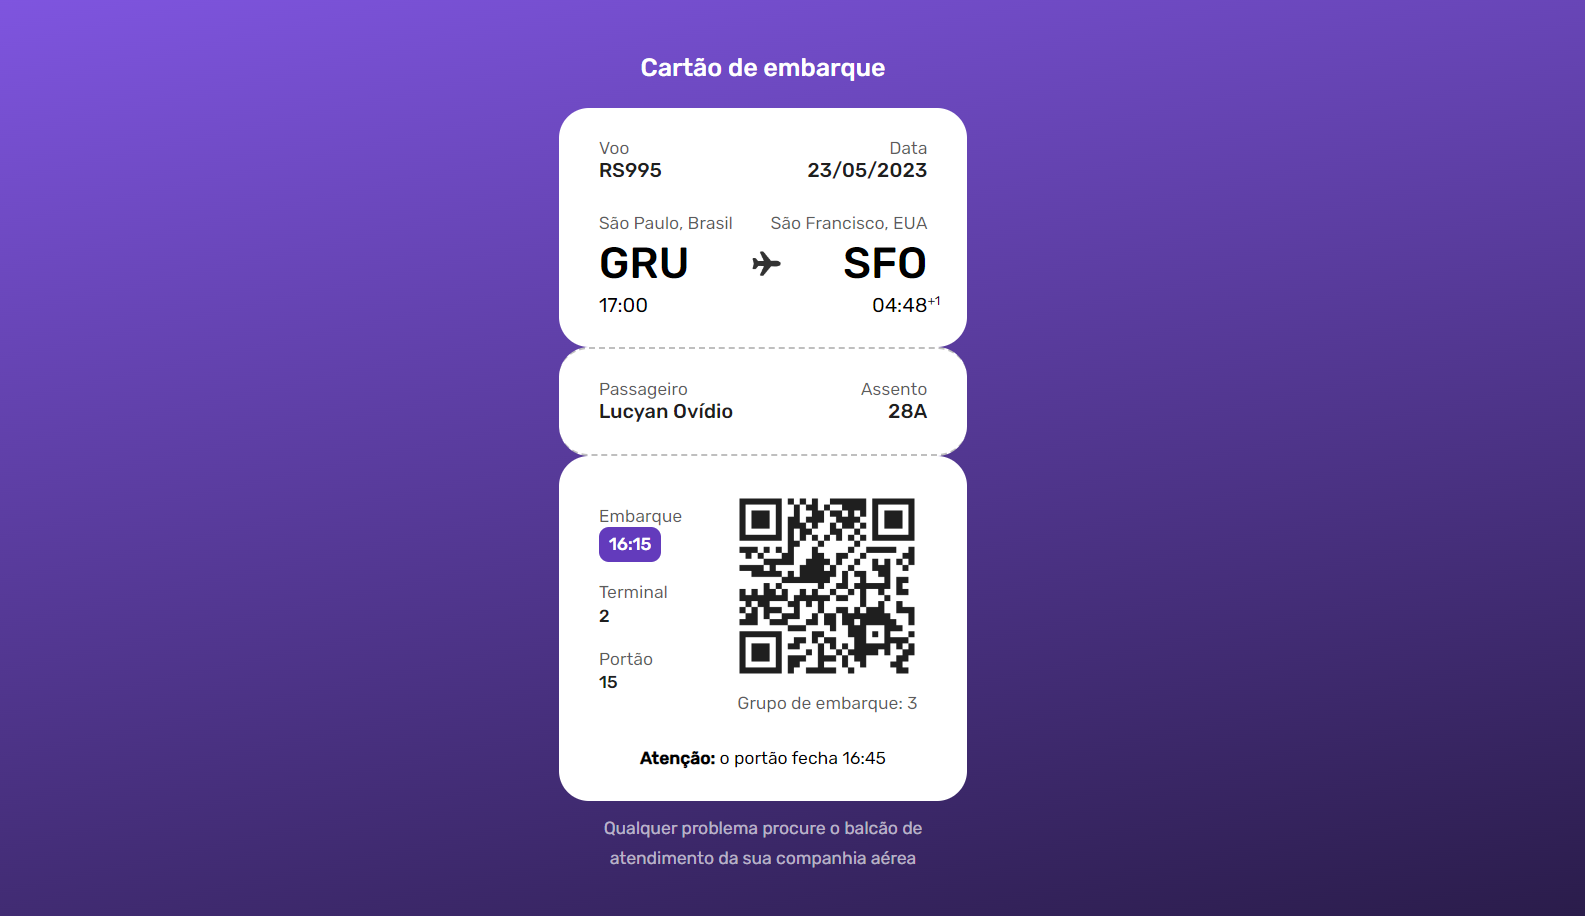 Cartão de embarque
Voo Data
RS995 23/05/2023
São Paulo, Brasil São Francisco, EUA
GRU SFO
17:00 04:48+1
Passageiro Assento
Lucyan Ovídio 28A
Embarque
16:15
Terminal
2
Portão
15
Grupo de embarque: 3
Atenção: o portão fecha 16:45
Qualquer problema procure o balcão de
atendimento da sua companhia aérea